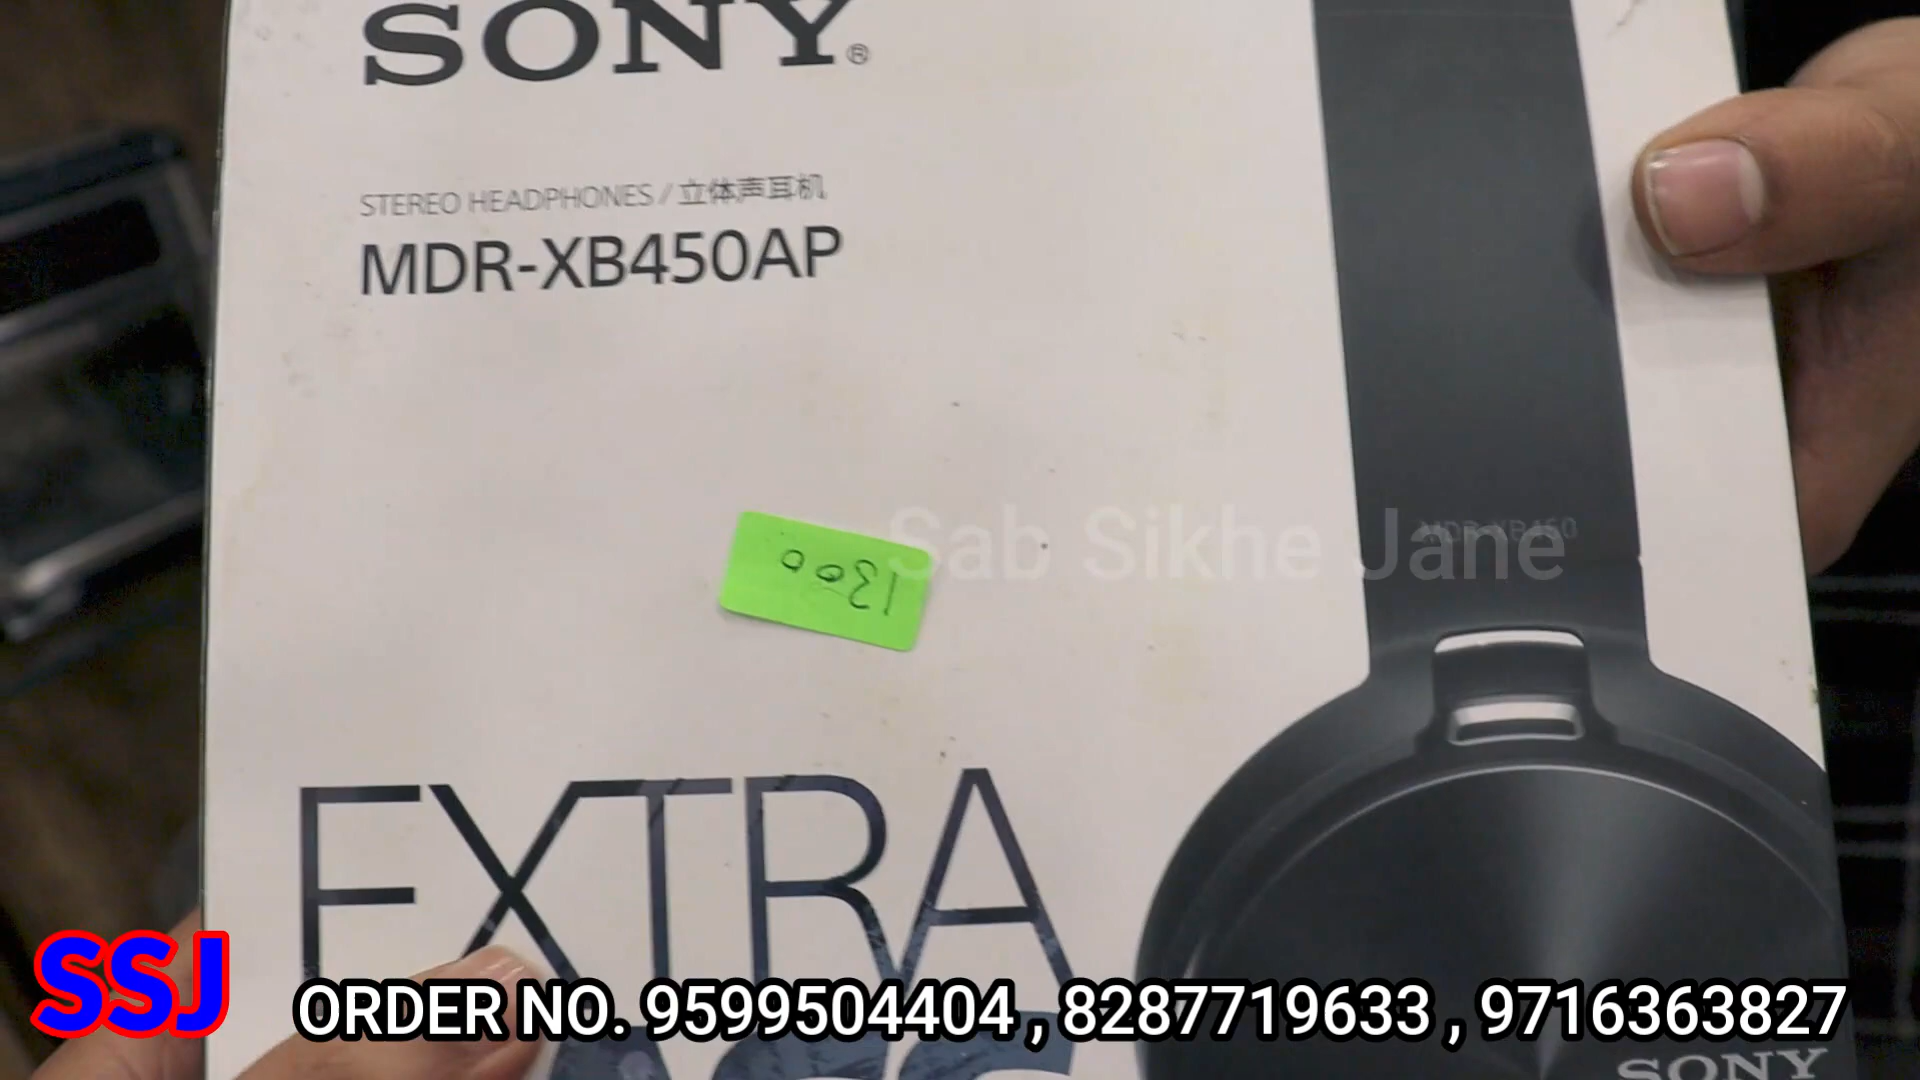 SONY®
STEREO HEADPHONES / 立体声耳机
MDR-XB450AP
MDR-XB450
Sab Sikhe Jane
1300
EXTRA
SSJ
ORDER NO. 9599504404 , 8287719633 , 9716363827
SONY